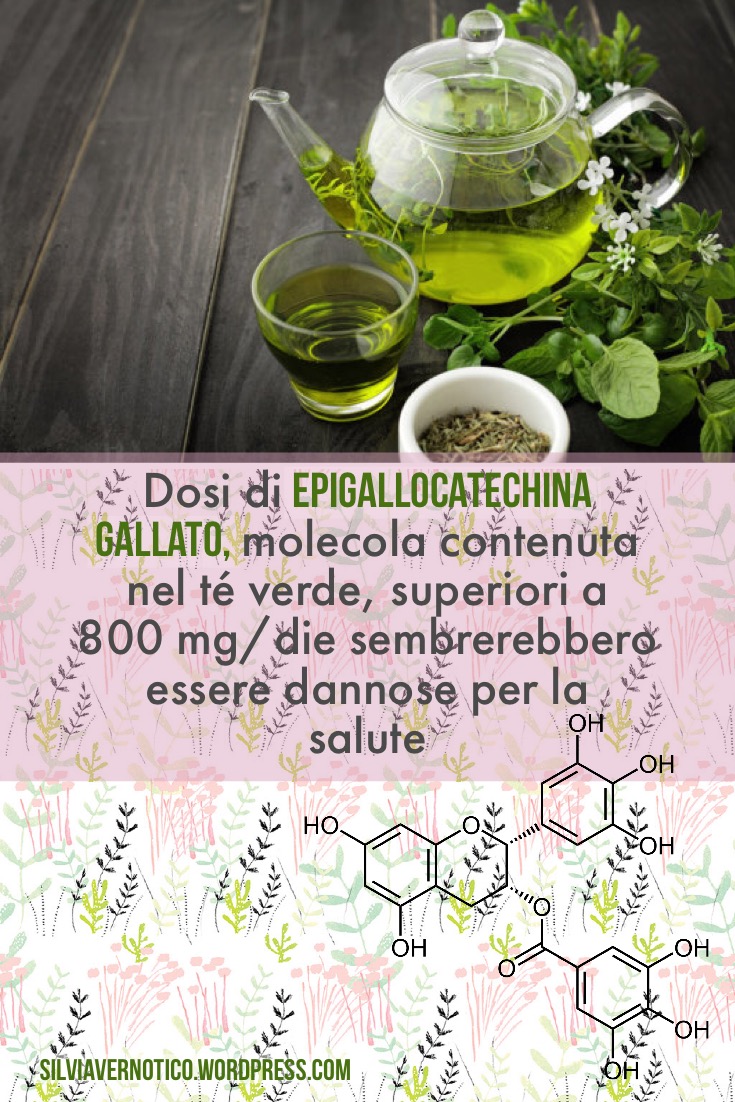 Dosi di EPIGALLOCATECHINA
GALLATO, molecola contenuta
nel té verde, superiori a
800 mg/die sembrerebbero
essere dannose per la
salute
OH
OH
HO
O
OH
O
OH
O
OH
OH
OH
SILVIAVERNOTICO.WORDPRESS.COM